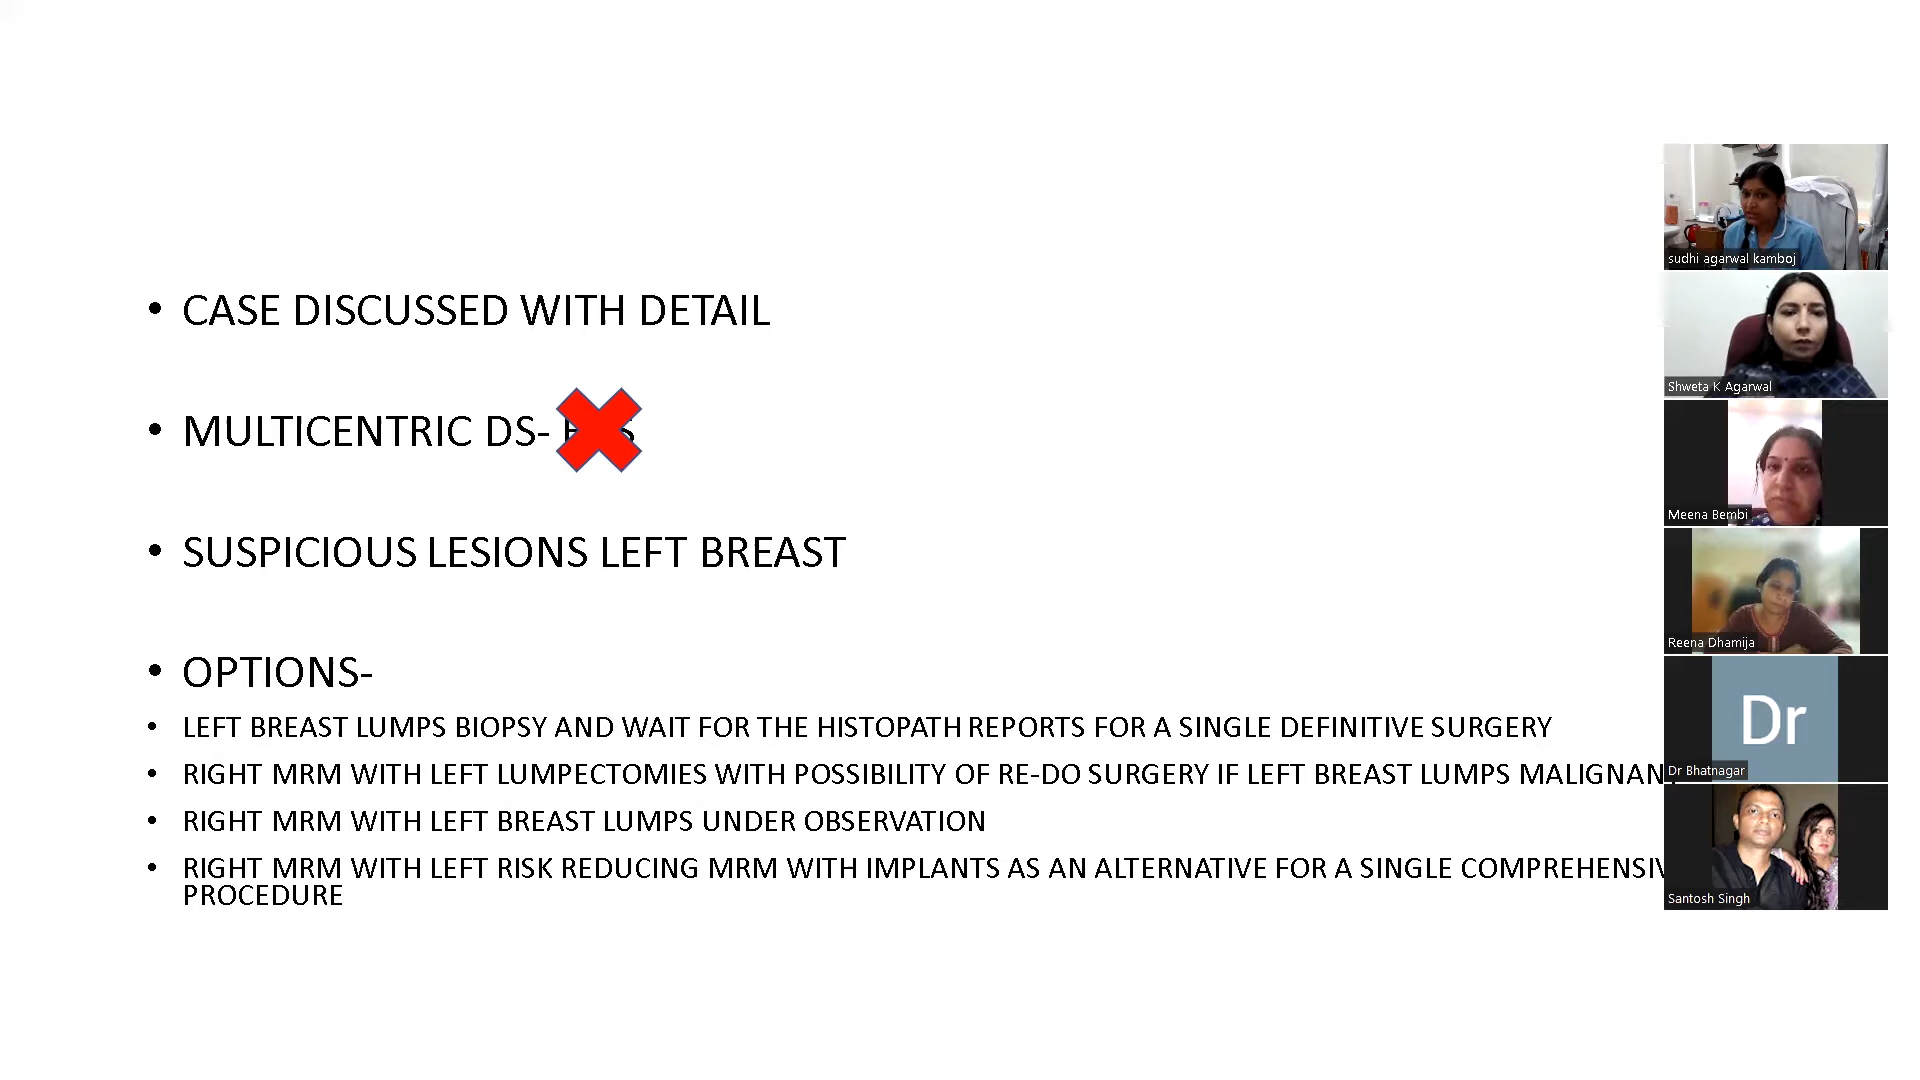 • CASE DISCUSSED WITH DETAIL
• MULTICENTRIC DS-
• SUSPICIOUS LESIONS LEFT BREAST
• OPTIONS-
• LEFT BREAST LUMPS BIOPSY AND WAIT FOR THE HISTOPATH REPORTS FOR A SINGLE DEFINITIVE SURGERY
• RIGHT MRM WITH LEFT LUMPECTOMIES WITH POSSIBILITY OF RE-DO SURGERY IF LEFT BREAST LUMPS MALIGNANT
• RIGHT MRM WITH LEFT BREAST LUMPS UNDER OBSERVATION
• RIGHT MRM WITH LEFT RISK REDUCING MRM WITH IMPLANTS AS AN ALTERNATIVE FOR A SINGLE
PROCEDURE
sudhi agarwal kamboj
Shweta K Agarwal
Meena Bembi
Reena Dhamija
Dr
Dr Bhatnagar
Santosh Singh